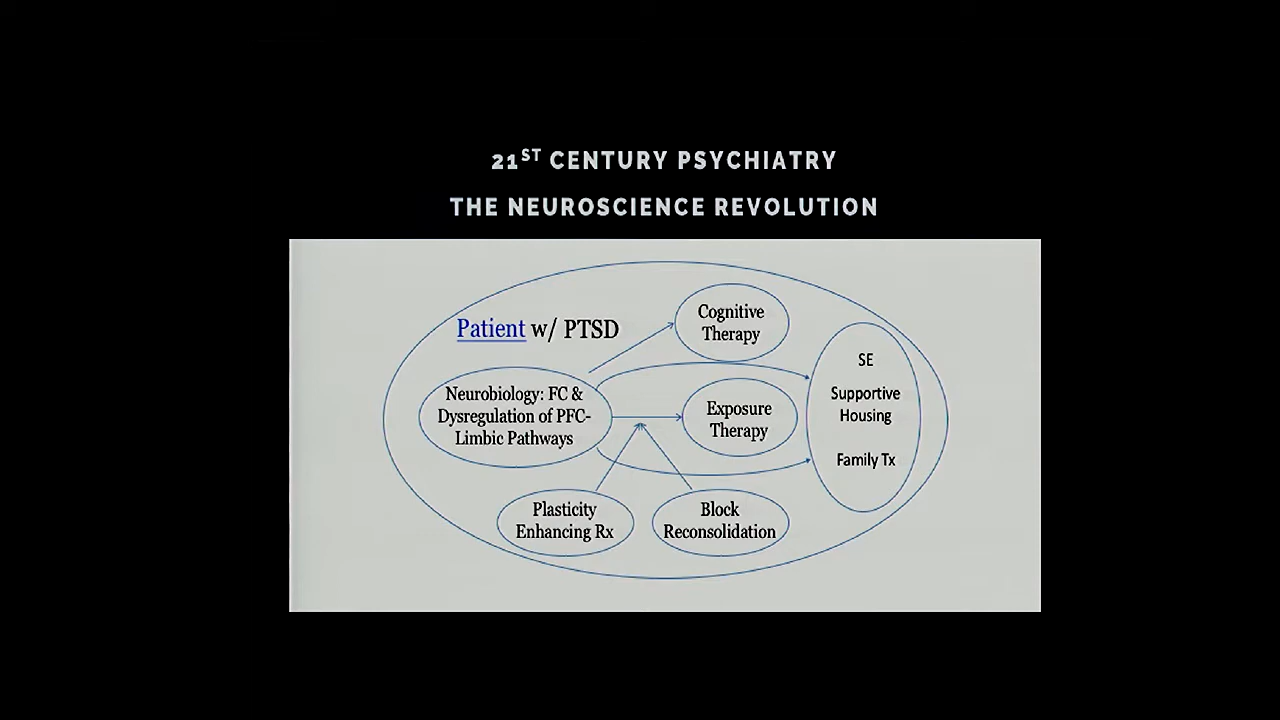 21ST CENTURY PSYCHIATRY
THE NEUROSCIENCE REVOLUTION
Patient w/ PTSD
Cognitive
Therapy
Neurobiology: FC &
Dysregulation of PFC-
Limbic Pathways
Exposure
Therapy
SE
Supportive
Housing
Family Tx
Plasticity
Enhancing Rx
Block
Reconsolidation